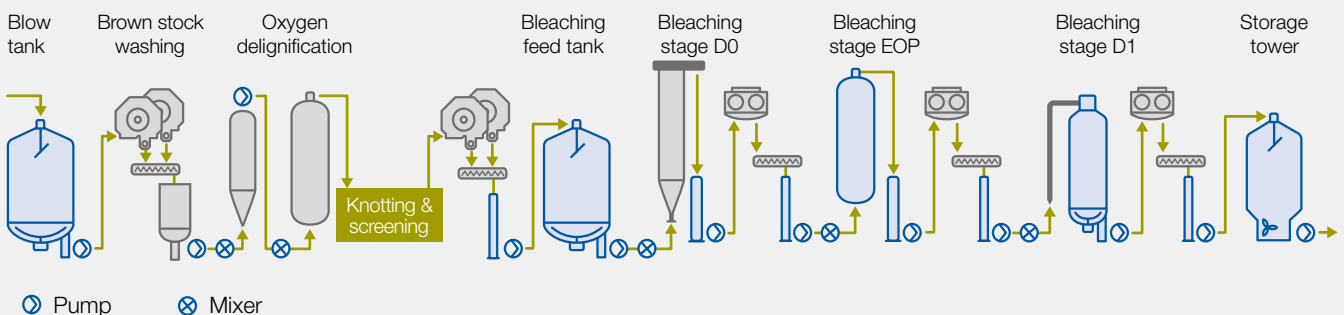 Blow
tank
Brown stock
washing
Oxygen
delignification
Bleaching
feed tank
Bleaching
stage D0
Bleaching
stage EOP
Bleaching
stage D1
Storage
tower
Knotting &
screening
Pump
Mixer